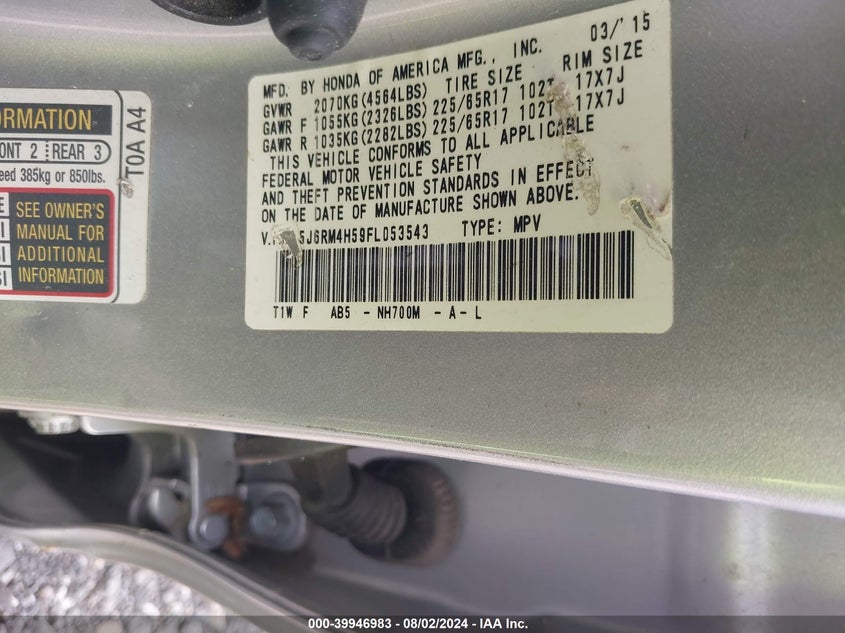 ORMATION
ONT 2 REAR 3
eed 385kg or 850lbs.
SEE OWNER'S
MANUAL FOR
ADDITIONAL
INFORMATION
T0A A4
03/'15
MFD. BY HONDA OF AMERICA MFG., INC.
TIRE SIZE RIM SIZE
GVWR 2070KG(4564LBS)
GAWR F 1055KG(2326LBS) 225/65R17 102T 17X7J
GAWR R 1035KG(2282LBS) 225/65R17 102T 17X7J
THIS VEHICLE CONFORMS TO ALL APPLICABLE
FEDERAL MOTOR VEHICLE SAFETY
AND THEFT PREVENTION STANDARDS IN EFFECT
ON THE DATE OF MANUFACTURE SHOWN ABOVE.
V. 5J6RM4H59FL053543 TYPE: MPV
T1W F AB5 - NH700M - A - L
000-39946983 - 08/02/2024 - IAA Inc.